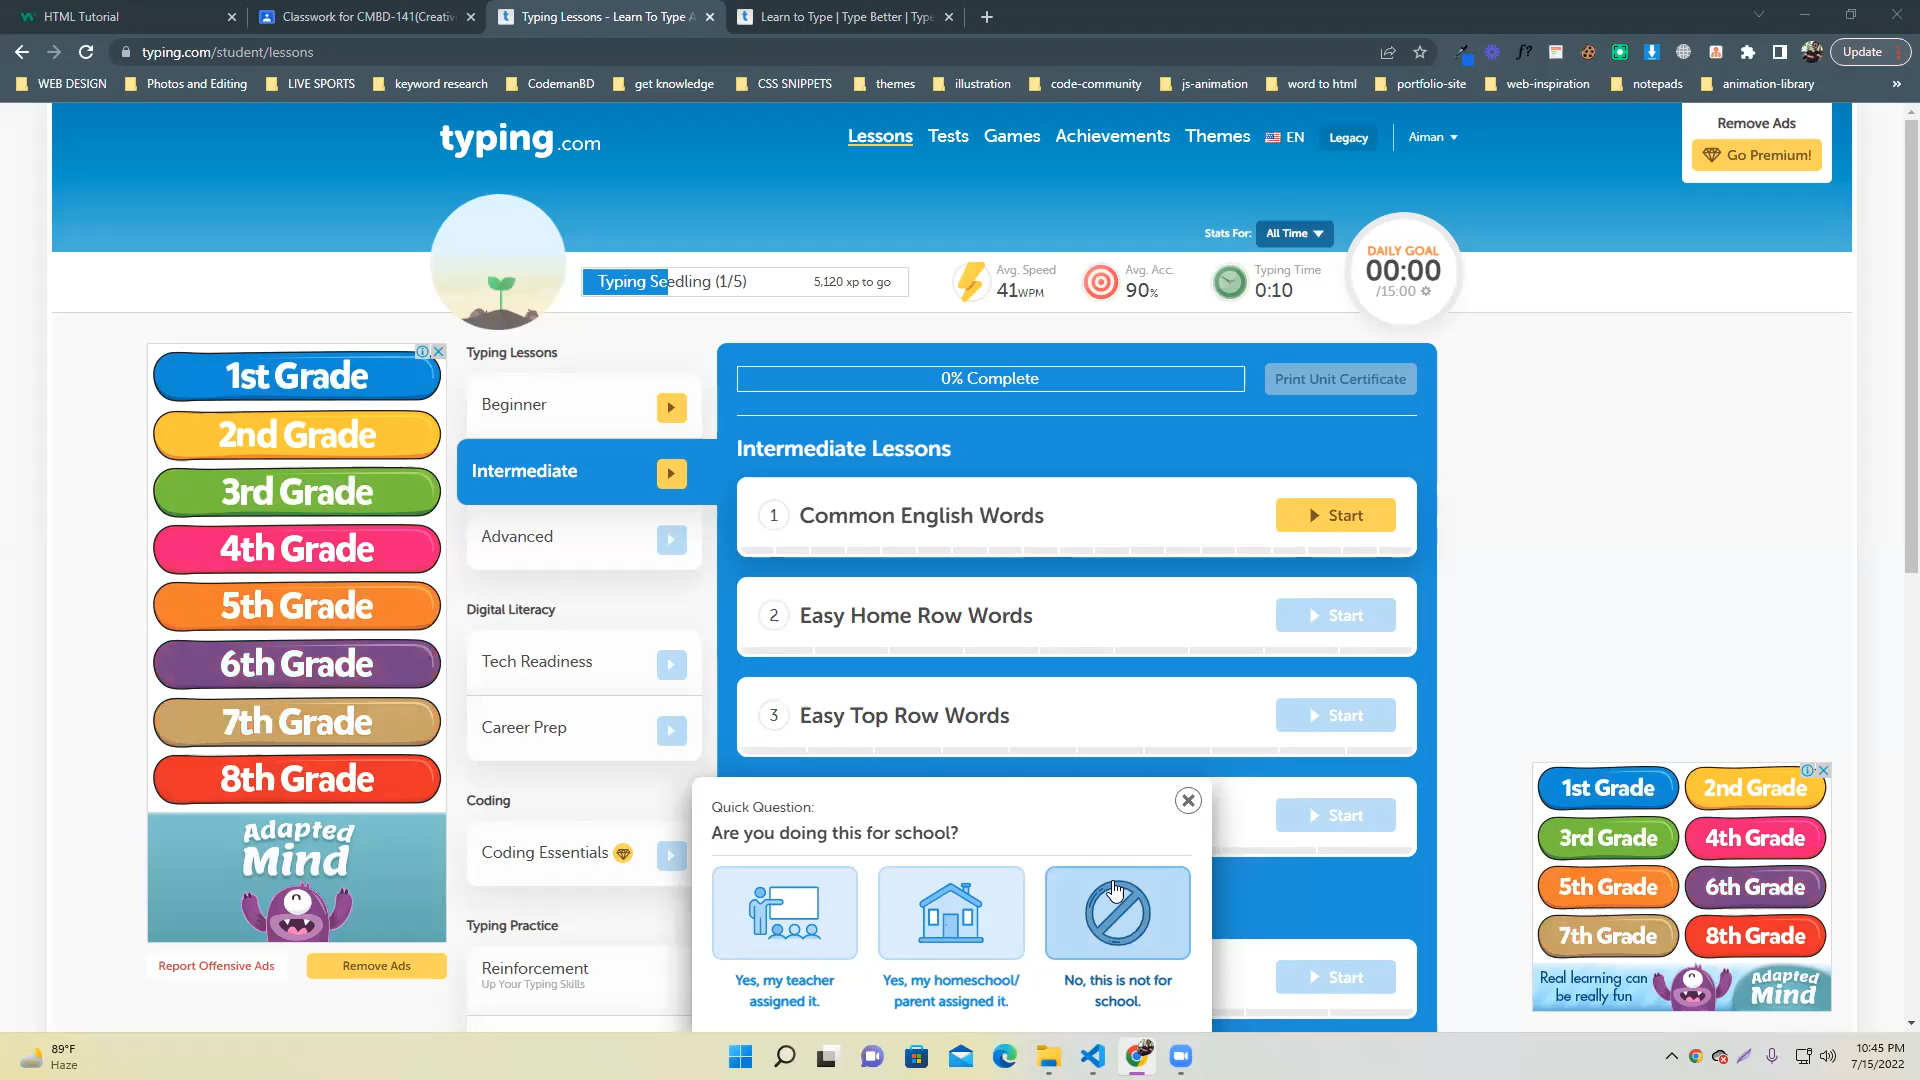 HTML Tutorial
Classwork for CMBD-141(Creativ
Typing Lessons - Learn To Type A
Learn to Type | Type Better | Type
typing.com/student/lessons
Update
WEB DESIGN
Photos and Editing
LIVE SPORTS
keyword research
CodemanBD
get knowledge
CSS SNIPPETS
themes
illustration
code-community
js-animation
word to html
portfolio-site
web-inspiration
notepads
animation-library
»
typing.com
Lessons
Tests
Games
Achievements
Themes
EN
Legacy
Aiman
Remove Ads
Go Premium!
Stats For:
All Time
Typing Seedling (1/5)
5,120 xp to go
Avg. Speed
41WPM
Avg. Acc.
90%
Typing Time
0:10
DAILY GOAL
00:00
/15:00
1st Grade
2nd Grade
3rd Grade
4th Grade
5th Grade
6th Grade
7th Grade
8th Grade
Adapted
Mind
Report Offensive Ads
Remove Ads
Typing Lessons
Beginner
Intermediate
Advanced
Digital Literacy
Tech Readiness
Career Prep
Coding
Coding Essentials
Typing Practice
Reinforcement
Up Your Typing Skills
0% Complete
Print Unit Certificate
Intermediate Lessons
1
Common English Words
Start
2
Easy Home Row Words
Start
3
Easy Top Row Words
Start
Start
Start
Quick Question:
Are you doing this for school?
Yes, my teacher
assigned it.
Yes, my homeschool/
parent assigned it.
No, this is not for
school.
1st Grade
2nd Grade
3rd Grade
4th Grade
5th Grade
6th Grade
7th Grade
8th Grade
Real learning can
be really fun
Adapted
Mind
89°F
Haze
10:45 PM
7/15/2022